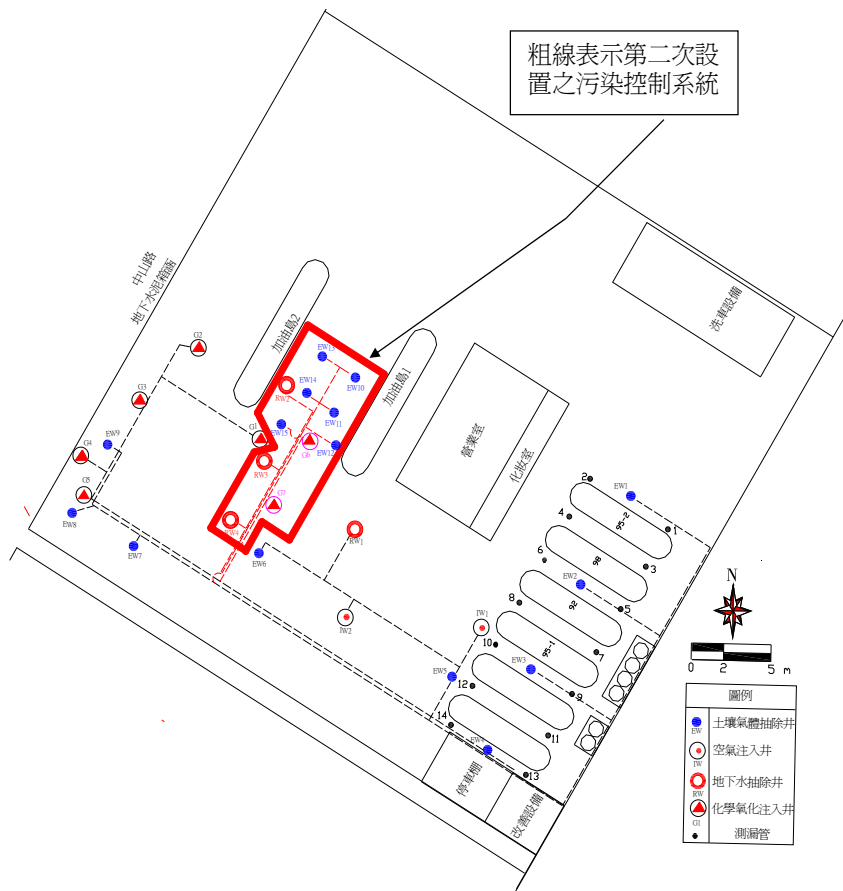 粗線表示第二次設
置之污染控制系統
中山路
地下水泥箱涵
加油島2
加油島1
洗車設備
營業室
化妝室
G2
G3
G4
G5
G1
EW9
EW8
EW7
EW13
EW10
EW14
RW2
EW11
EW15
EW12
G6
RW3
G7
RW4
EW6
RW1
IW2
IW1
EW5
EW1
EW2
EW3
EW4
2
4
1
6
3
8
5
10
7
12
9
14
11
13
95-2
98
92
95-1
停車棚
改善設備
N
0 2 5 m
圖例
EW 土壤氣體抽除井
IW 空氣注入井
RW 地下水抽除井
G1 化學氧化注入井
測漏管